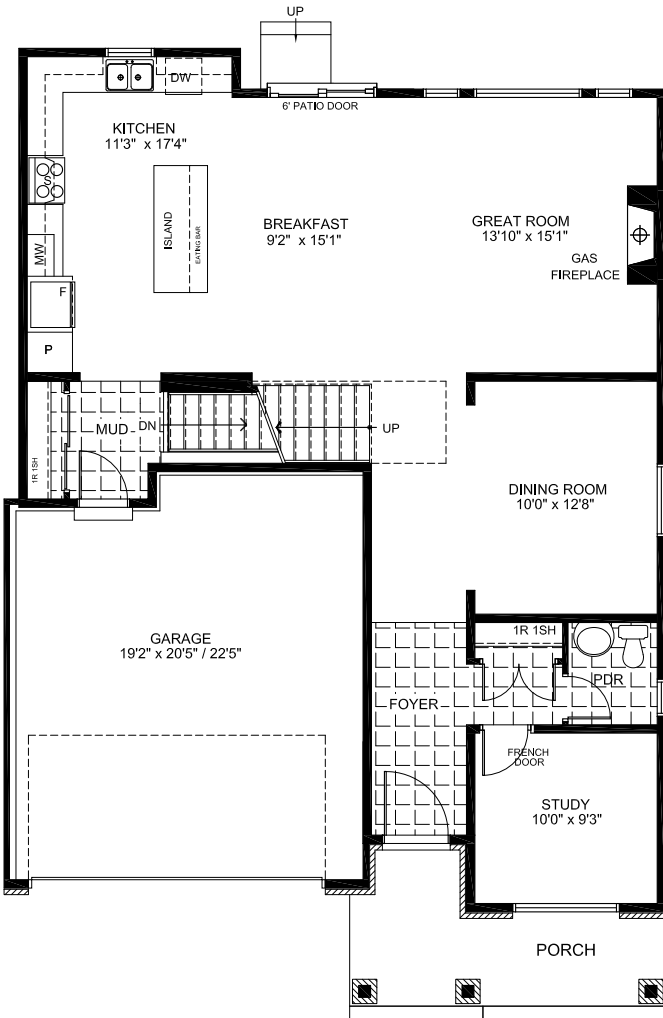 UP
DW
6' PATIO DOOR
KITCHEN
11'3" x 17'4"
S
ISLAND
EATING BAR
BREAKFAST
9'2" x 15'1"
GREAT ROOM
13'10" x 15'1"
GAS
FIREPLACE
MW
F
P
MUD
DN
UP
1R 1SH
DINING ROOM
10'0" x 12'8"
GARAGE
19'2" x 20'5" / 22'5"
1R 1SH
PDR
FOYER
FRENCH
DOOR
STUDY
10'0" x 9'3"
PORCH